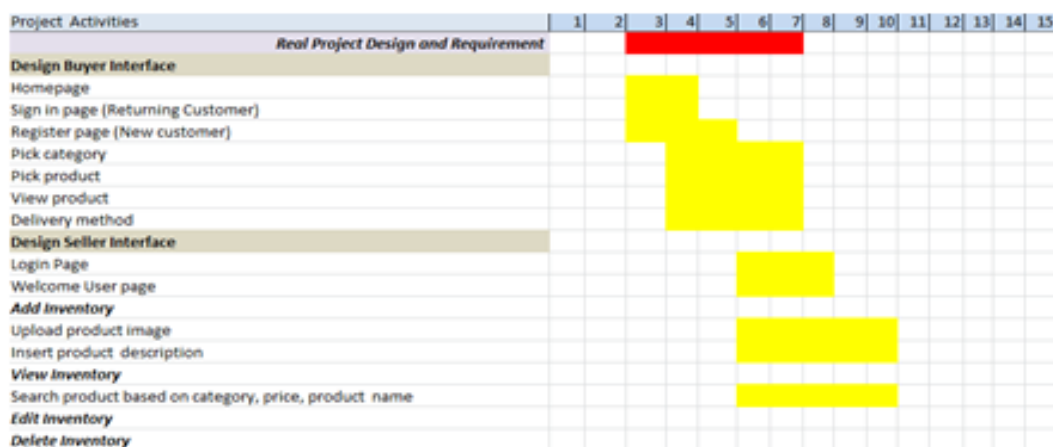 Project Activities 1 2 3 4 5 6 7 8 9 10 11 12 13 14 15
Real Project Design and Requirement
Design Buyer Interface
Homepage
Sign in page (Returning Customer)
Register page (New customer)
Pick category
Pick product
View product
Delivery method
Design Seller Interface
Login Page
Welcome User page
Add Inventory
Upload product image
Insert product description
View Inventory
Search product based on category, price, product name
Edit Inventory
Delete Inventory